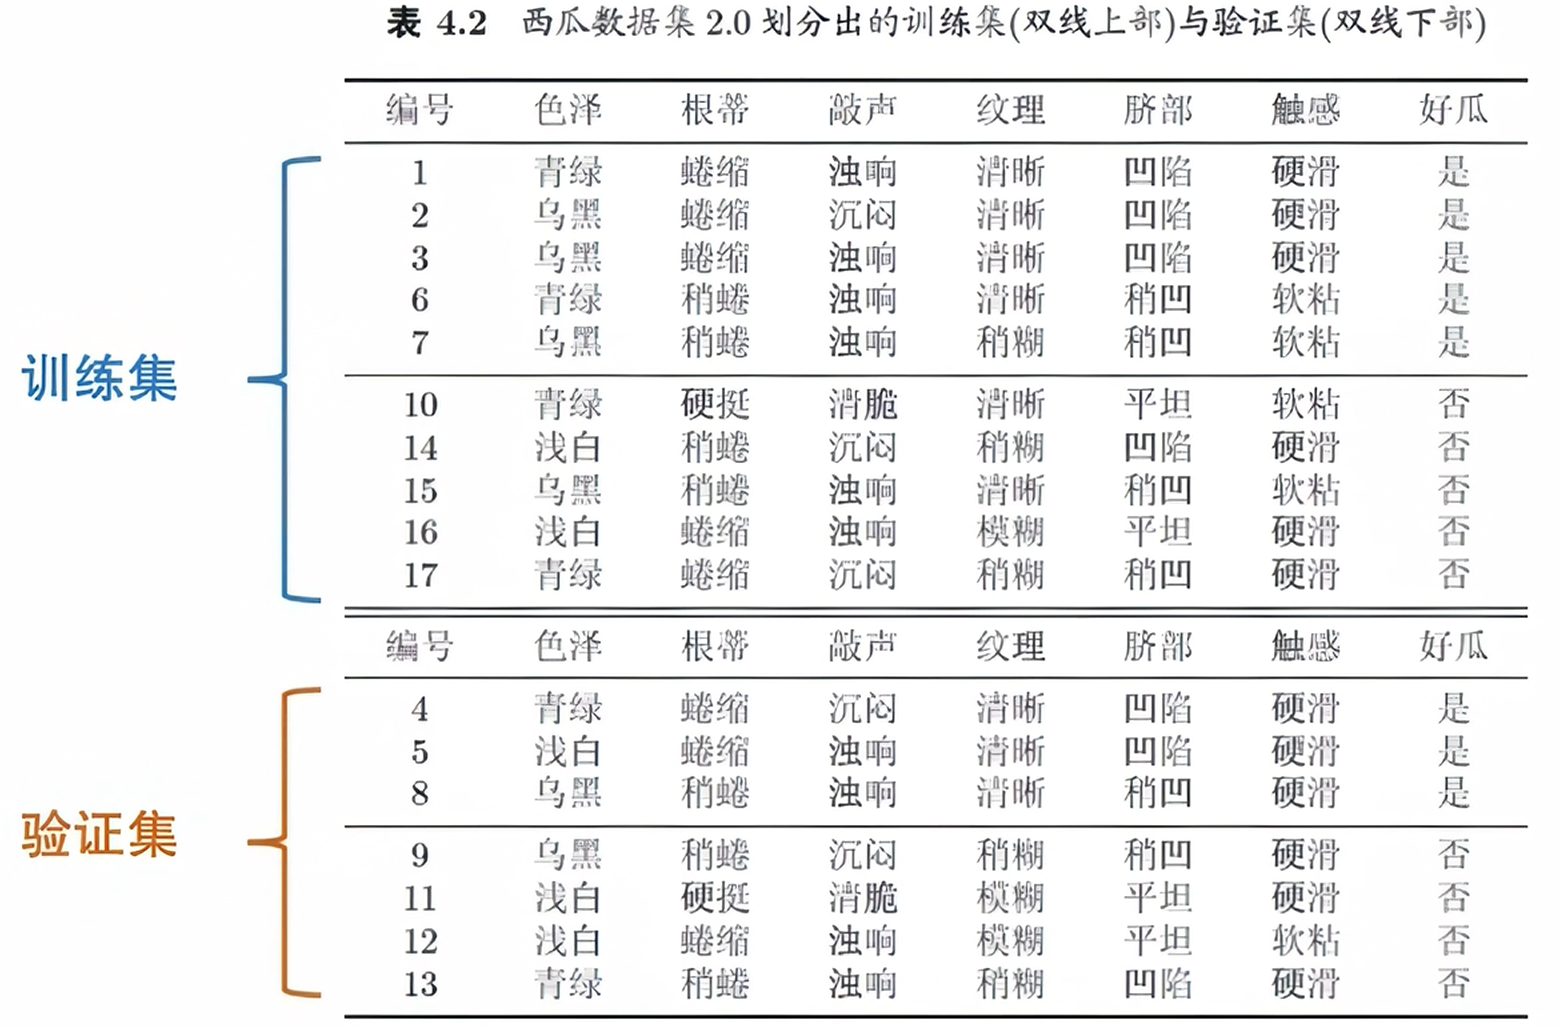 表 4.2 西瓜数据集 2.0 划分出的训练集(双线上部)与验证集(双线下部)
编号 色泽 根蒂 敲声 纹理 脐部 触感 好瓜
1 青绿 蜷缩 浊响 清晰 凹陷 硬滑 是
2 乌黑 蜷缩 沉闷 清晰 凹陷 硬滑 是
3 乌黑 蜷缩 浊响 清晰 凹陷 硬滑 是
6 青绿 稍蜷 浊响 清晰 稍凹 软粘 是
7 乌黑 稍蜷 浊响 稍糊 稍凹 软粘 是
训练集
10 青绿 硬挺 清脆 清晰 平坦 软粘 否
14 浅白 稍蜷 沉闷 稍糊 凹陷 硬滑 否
15 乌黑 稍蜷 浊响 清晰 稍凹 软粘 否
16 浅白 蜷缩 浊响 模糊 平坦 硬滑 否
17 青绿 蜷缩 沉闷 稍糊 稍凹 硬滑 否
编号 色泽 根蒂 敲声 纹理 脐部 触感 好瓜
4 青绿 蜷缩 沉闷 清晰 凹陷 硬滑 是
5 浅白 蜷缩 浊响 清晰 凹陷 硬滑 是
8 乌黑 稍蜷 浊响 清晰 稍凹 硬滑 是
验证集
9 乌黑 稍蜷 沉闷 稍糊 稍凹 硬滑 否
11 浅白 硬挺 清脆 模糊 平坦 硬滑 否
12 浅白 蜷缩 浊响 模糊 平坦 软粘 否
13 青绿 稍蜷 浊响 稍糊 凹陷 硬滑 否